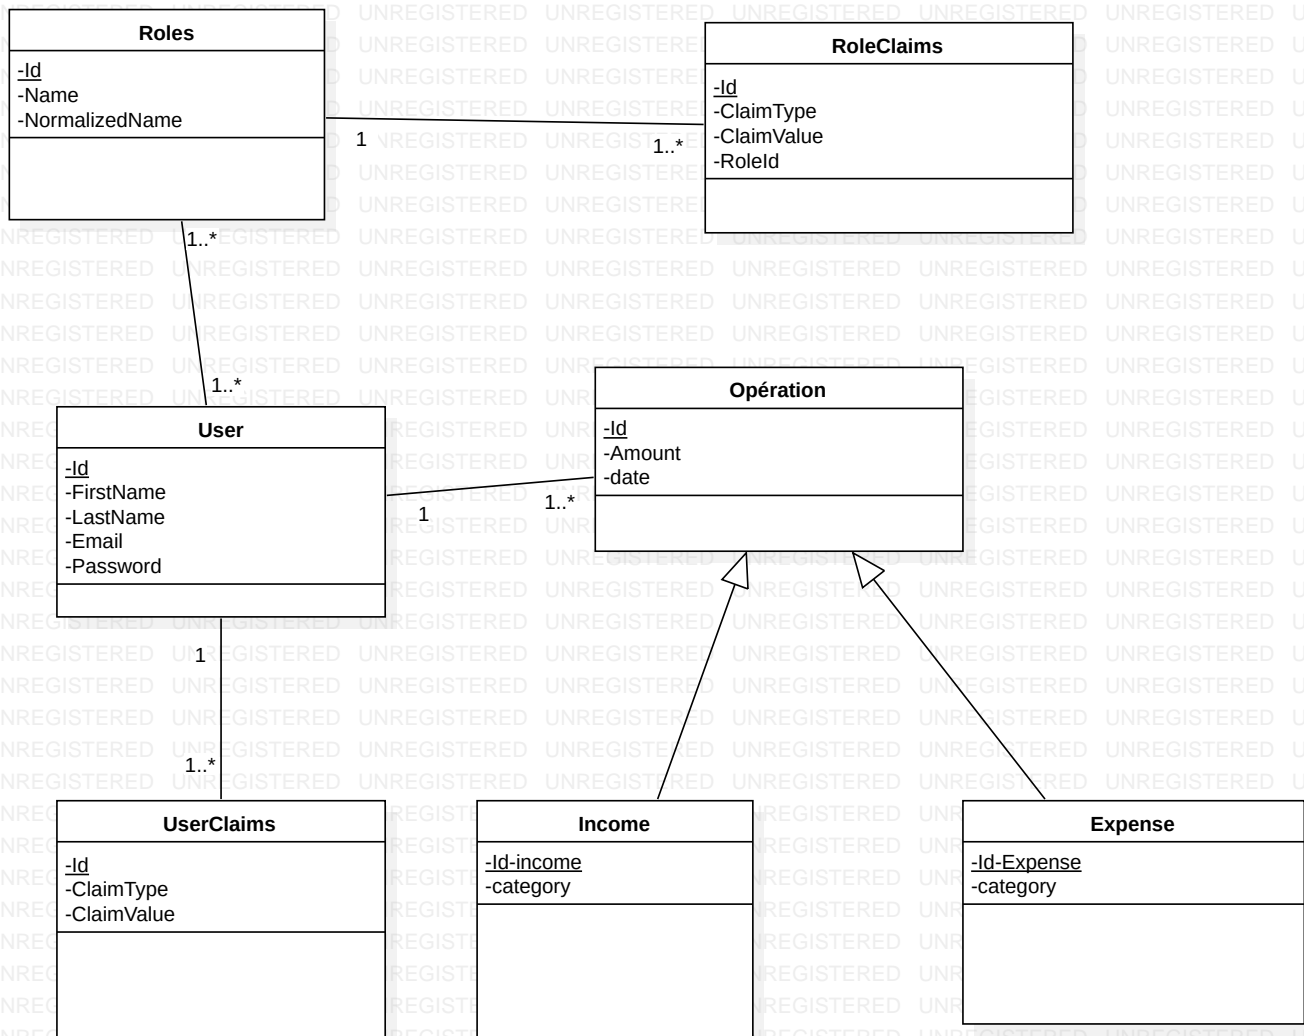 Roles
-Id
-Name
-NormalizedName
RoleClaims
-Id
-ClaimType
-ClaimValue
-RoleId
1
1..*
1..*
1..*
User
-Id
-FirstName
-LastName
-Email
-Password
1
1..*
Opération
-Id
-Amount
-date
1
1..*
UserClaims
-Id
-ClaimType
-ClaimValue
Income
-Id-income
-category
Expense
-Id-Expense
-category
UNREGISTERED